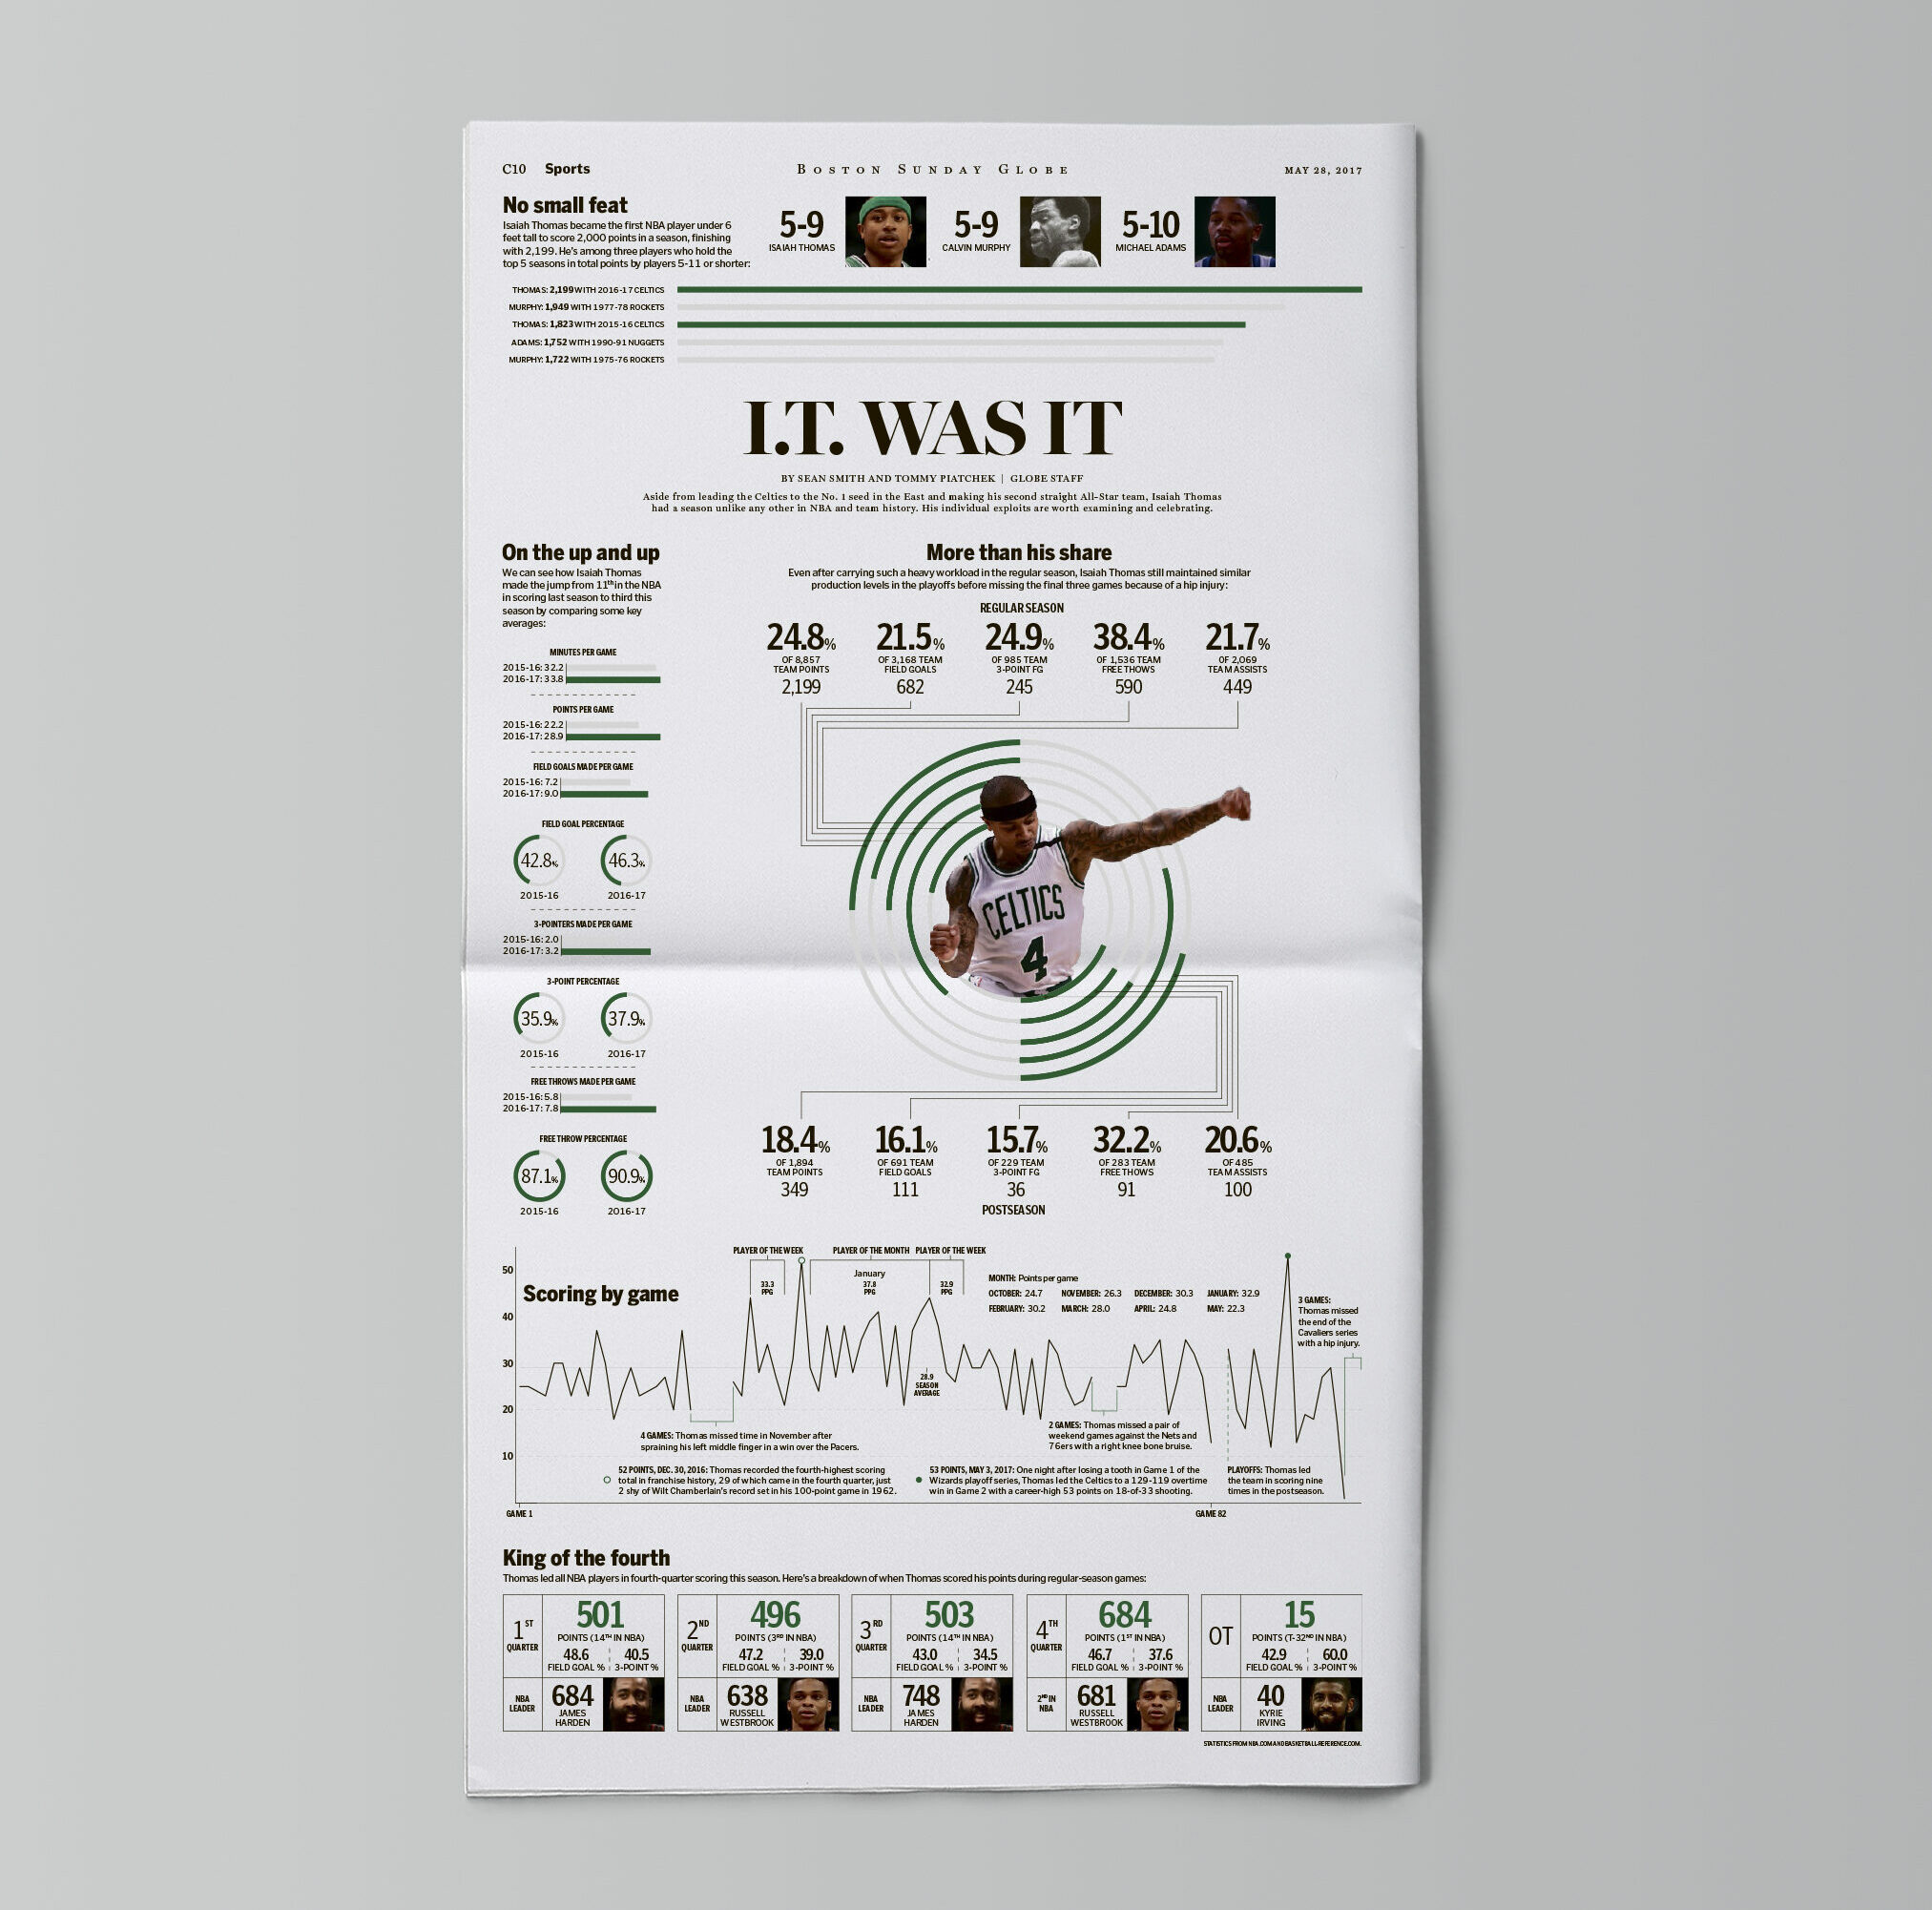 C10 Sports
BOSTON SUNDAY GLOBE
MAY 28, 2017
No small feat
Isaiah Thomas became the first NBA player under 6
feet tall to score 2,000 points in a season, finishing
with 2,199. He's among three players who hold the
top 5 seasons in total points by players 5-11 or shorter:
5-9
ISAIAH THOMAS
5-9
CALVIN MURPHY
5-10
MICHAEL ADAMS
THOMAS: 2,199 WITH 2016-17 CELTICS
MURPHY: 1,949 WITH 1977-78 ROCKETS
THOMAS: 1,823 WITH 2015-16 CELTICS
ADAMS: 1,752 WITH 1990-91 NUGGETS
MURPHY: 1,722 WITH 1975-76 ROCKETS
I.T. WAS IT
BY SEAN SMITH AND TOMMY PIATCHEK | GLOBE STAFF
Aside from leading the Celtics to the No. 1 seed in the East and making his second straight All-Star team, Isaiah Thomas
had a season unlike any other in NBA and team history. His individual exploits are worth examining and celebrating.
On the up and up
We can see how Isaiah Thomas
made the jump from 11th in the NBA
in scoring last season to third this
season by comparing some key
averages:
MINUTES PER GAME
2015-16: 32.2
2016-17: 33.8
POINTS PER GAME
2015-16: 22.2
2016-17: 28.9
FIELD GOALS MADE PER GAME
2015-16: 7.2
2016-17: 9.0
FIELD GOAL PERCENTAGE
42.8% 46.3%
2015-16 2016-17
3-POINTERS MADE PER GAME
2015-16: 2.0
2016-17: 3.2
3-POINT PERCENTAGE
35.9% 37.9%
2015-16 2016-17
FREE THROWS MADE PER GAME
2015-16: 5.8
2016-17: 7.8
FREE THROW PERCENTAGE
87.1% 90.9%
2015-16 2016-17
More than his share
Even after carrying such a heavy workload in the regular season, Isaiah Thomas still maintained similar
production levels in the playoffs before missing the final three games because of a hip injury:
REGULAR SEASON
24.8%
OF 8,857
TEAM POINTS
2,199
21.5%
OF 3,168 TEAM
FIELD GOALS
682
24.9%
OF 985 TEAM
3-POINT FG
245
38.4%
OF 1,536 TEAM
FREE THOWS
590
21.7%
OF 2,069
TEAM ASSISTS
449
CELTICS
4
18.4%
OF 1,894
TEAM POINTS
349
16.1%
OF 691 TEAM
FIELD GOALS
111
15.7%
OF 229 TEAM
3-POINT FG
36
32.2%
OF 283 TEAM
FREE THOWS
91
20.6%
OF 485
TEAM ASSISTS
100
POSTSEASON
Scoring by game
50
40
30
20
10
PLAYER OF THE WEEK
33.3
PPG
PLAYER OF THE MONTH
January
37.8
PPG
PLAYER OF THE WEEK
32.9
PPG
MONTH: Points per game
OCTOBER: 24.7 NOVEMBER: 26.3 DECEMBER: 30.3 JANUARY: 32.9
FEBRUARY: 30.2 MARCH: 28.0 APRIL: 24.8 MAY: 22.3
3 GAMES:
Thomas missed
the end of the
Cavaliers series
with a hip injury.
28.9
SEASON
AVERAGE
4 GAMES: Thomas missed time in November after
spraining his left middle finger in a win over the Pacers.
2 GAMES: Thomas missed a pair of
weekend games against the Nets and
76ers with a right knee bone bruise.
52 POINTS, DEC. 30, 2016: Thomas recorded the fourth-highest scoring
total in franchise history, 29 of which came in the fourth quarter, just
2 shy of Wilt Chamberlain's record set in his 100-point game in 1962.
53 POINTS, MAY 3, 2017: One night after losing a tooth in Game 1 of the
Wizards playoff series, Thomas led the Celtics to a 129-119 overtime
win in Game 2 with a career-high 53 points on 18-of-33 shooting.
PLAYOFFS: Thomas led
the team in scoring nine
times in the postseason.
GAME 1
GAME 82
King of the fourth
Thomas led all NBA players in fourth-quarter scoring this season. Here's a breakdown of when Thomas scored his points during regular-season games:
1ST
QUARTER
501
POINTS (14TH IN NBA)
48.6 40.5
FIELD GOAL % 3-POINT %
NBA
LEADER
684
JAMES
HARDEN
2ND
QUARTER
496
POINTS (3RD IN NBA)
47.2 39.0
FIELD GOAL % 3-POINT %
NBA
LEADER
638
RUSSELL
WESTBROOK
3RD
QUARTER
503
POINTS (14TH IN NBA)
43.0 34.5
FIELD GOAL % 3-POINT %
NBA
LEADER
748
JAMES
HARDEN
4TH
QUARTER
684
POINTS (1ST IN NBA)
46.7 37.6
FIELD GOAL % 3-POINT %
2ND IN
NBA
681
RUSSELL
WESTBROOK
OT
15
POINTS (T-32ND IN NBA)
42.9 60.0
FIELD GOAL % 3-POINT %
NBA
LEADER
40
KYRIE
IRVING
STATISTICS FROM NBA.COM AND BASKETBALL-REFERENCE.COM.